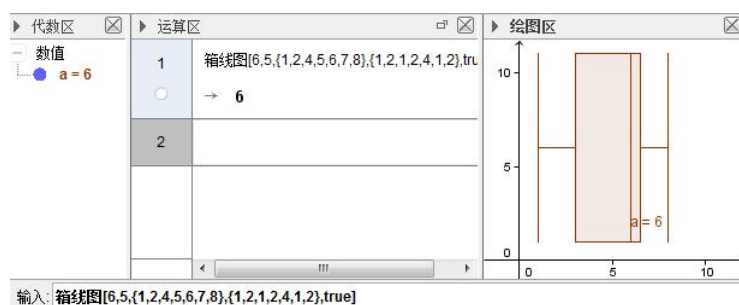 代数区
数值
a = 6
运算区
1
箱线图[6,5,{1,2,4,5,6,7,8},{1,2,1,2,4,1,2},tru
→ 6
2
绘图区
10
5
0
a = 6
0
5
10
输入: 箱线图[6,5,{1,2,4,5,6,7,8},{1,2,1,2,4,1,2},true]